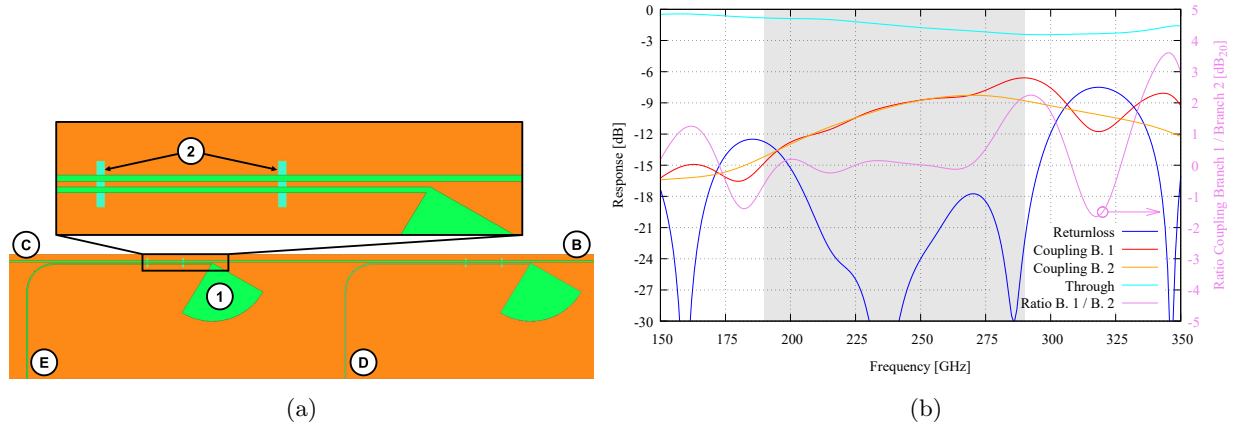 2
C
B
1
E
D
(a)
0
-3
-6
-9
-12
-15
-18
-21
-24
-27
-30
Response [dB]
150
175
200
225
250
275
300
325
350
Frequency [GHz]
5
4
3
2
1
0
-1
-2
-3
-4
-5
Ratio Coupling Branch 1 / Branch 2 [dB₂₀]
Returnloss
Coupling B. 1
Coupling B. 2
Through
Ratio B. 1 / B. 2
(b)